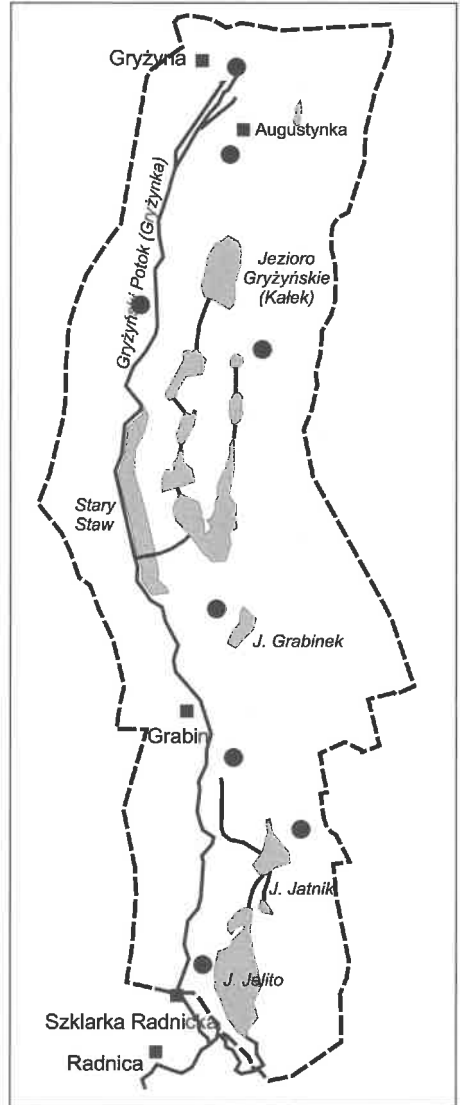 Gryżyna
Augustynka
Gryżyński Potok (Gryżynka)
Jezioro
Gryżyńskie
(Kałek)
Stary
Staw
J. Grabinek
Grabin
J. Jatnik
J. Jelito
Szklarka Radnicka
Radnica